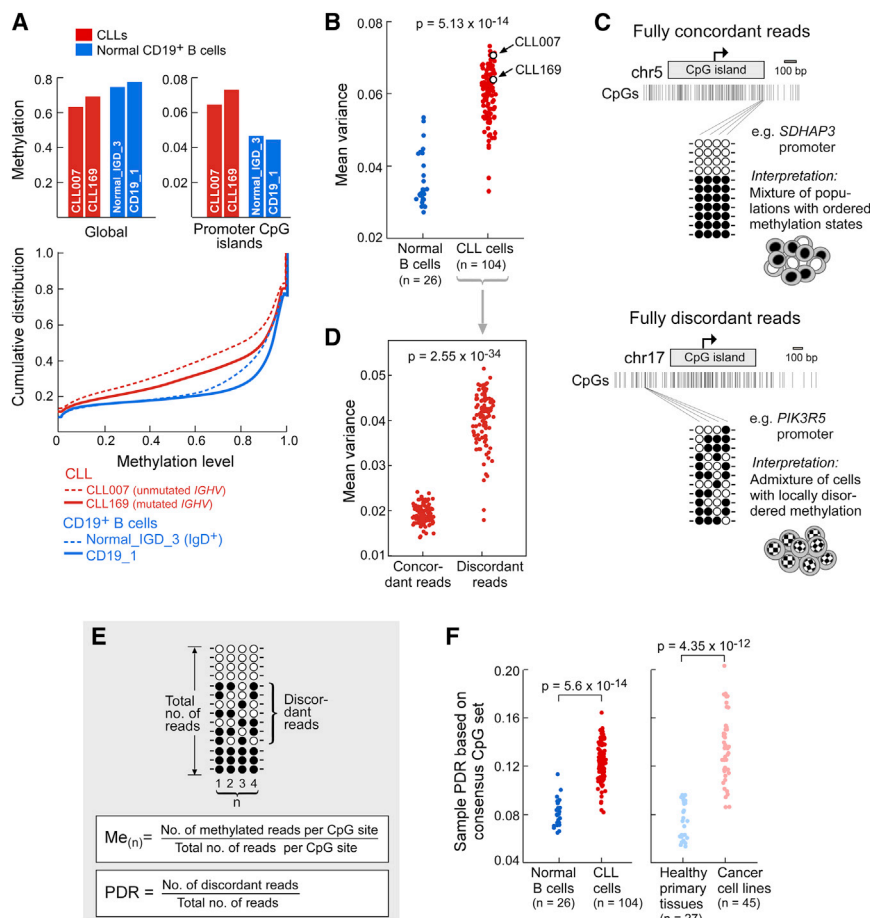 A
CLLs
Normal CD19+ B cells
Methylation
0.8
0.6
0.4
0.2
CLL007
CLL169
Normal_IGD_3
CD19_1
Global
0.08
0.06
0.04
0.02
CLL007
CLL169
Normal_IGD_3
CD19_1
Promoter CpG
islands
Cumulative distribution
1.0
0.8
0.6
0.4
0.2
0
0.2
0.4
0.6
0.8
1.0
Methylation level
CLL
CLL007 (unmutated IGHV)
CLL169 (mutated IGHV)
CD19+ B cells
Normal_IGD_3 (IgD+)
CD19_1
B
p = 5.13 x 10-14
Mean variance
0.08
0.06
0.04
0.02
CLL007
CLL169
Normal
B cells
(n = 26)
CLL cells
(n = 104)
C
Fully concordant reads
chr5
CpG island
100 bp
CpGs
e.g. SDHAP3
promoter
Interpretation:
Mixture of popu-
lations with ordered
methylation states
Fully discordant reads
chr17
CpG island
100 bp
CpGs
e.g. PIK3R5
promoter
Interpretation:
Admixture of cells
with locally disor-
dered methylation
D
p = 2.55 x 10-34
Mean variance
0.05
0.04
0.03
0.02
0.01
Concor-
dant reads
Discordant
reads
E
Total
no. of
reads
Discor-
dant
reads
1 2 3 4
n
Me(n) = No. of methylated reads per CpG site
Total no. of reads per CpG site
PDR = No. of discordant reads
Total no. of reads
F
p = 5.6 x 10-14
p = 4.35 x 10-12
Sample PDR based on
consensus CpG set
0.20
0.16
0.12
0.08
0.04
Normal
B cells
(n = 26)
CLL
cells
(n = 104)
Healthy
primary
tissues
(n = 27)
Cancer
cell lines
(n = 45)